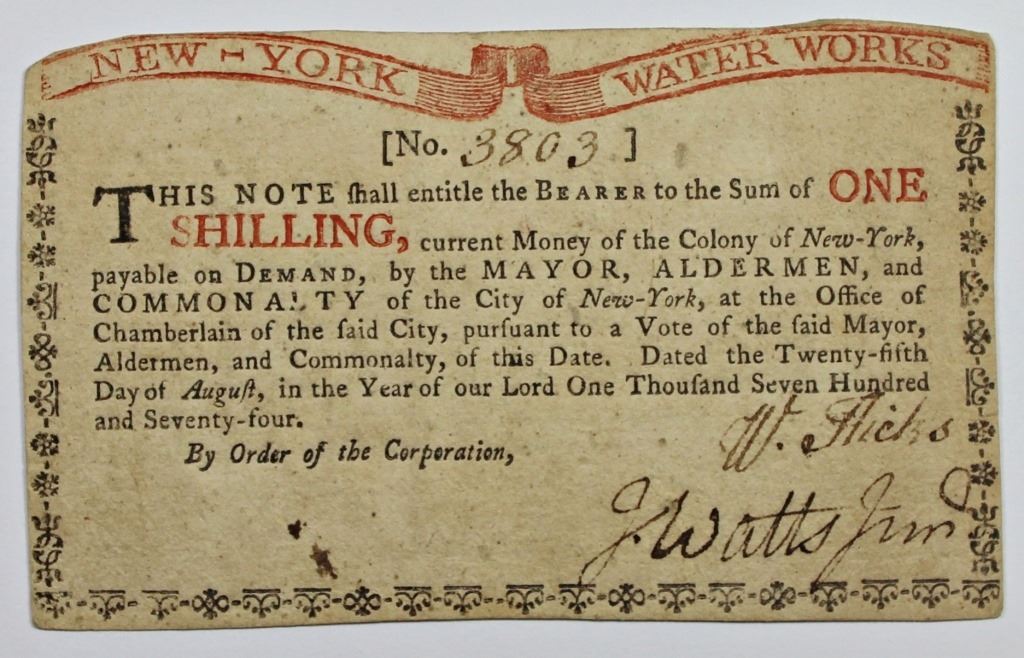 NEW-YORK WATER WORKS
[No. 3803 ]
THIS NOTE ſhall entitle the BEARER to the Sum of ONE
SHILLING, current Money of the Colony of New-York,
payable on DEMAND, by the MAYOR, ALDERMEN, and
COMMONALTY of the City of New-York, at the Office of
Chamberlain of the ſaid City, purſuant to a Vote of the ſaid Mayor,
Aldermen, and Commonalty, of this Date. Dated the Twenty-fifth
Day of Auguſt, in the Year of our Lord One Thouſand Seven Hundred
and Seventy-four.
By Order of the Corporation,
W. Hicks
J. Watts Junr